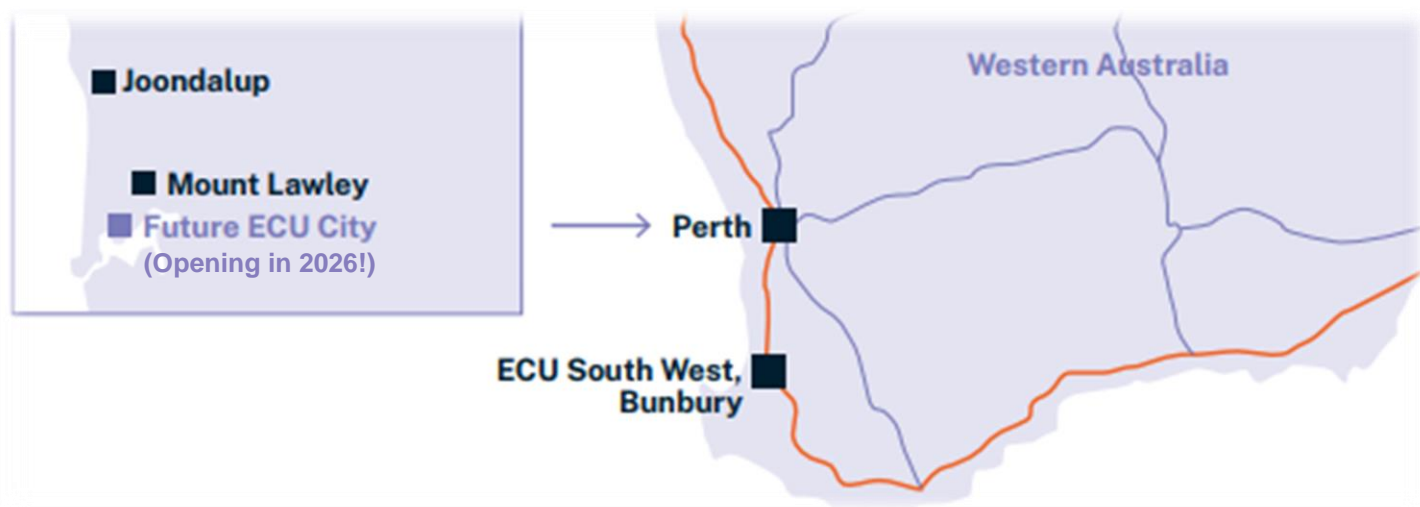 Joondalup
Mount Lawley
Future ECU City
(Opening in 2026!)
Western Australia
Perth
ECU South West,
Bunbury